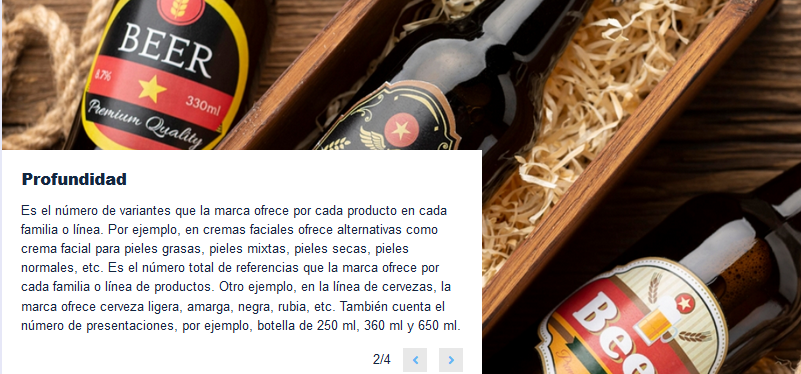 BEER
8.7%
330ml
Premium Quality
Profundidad
Es el número de variantes que la marca ofrece por cada producto en cada
familia o línea. Por ejemplo, en cremas faciales ofrece alternativas como
crema facial para pieles grasas, pieles mixtas, pieles secas, pieles
normales, etc. Es el número total de referencias que la marca ofrece por
cada familia o línea de productos. Otro ejemplo, en la línea de cervezas, la
marca ofrece cerveza ligera, amarga, negra, rubia, etc. También cuenta el
número de presentaciones, por ejemplo, botella de 250 ml, 360 ml y 650 ml.
2/4